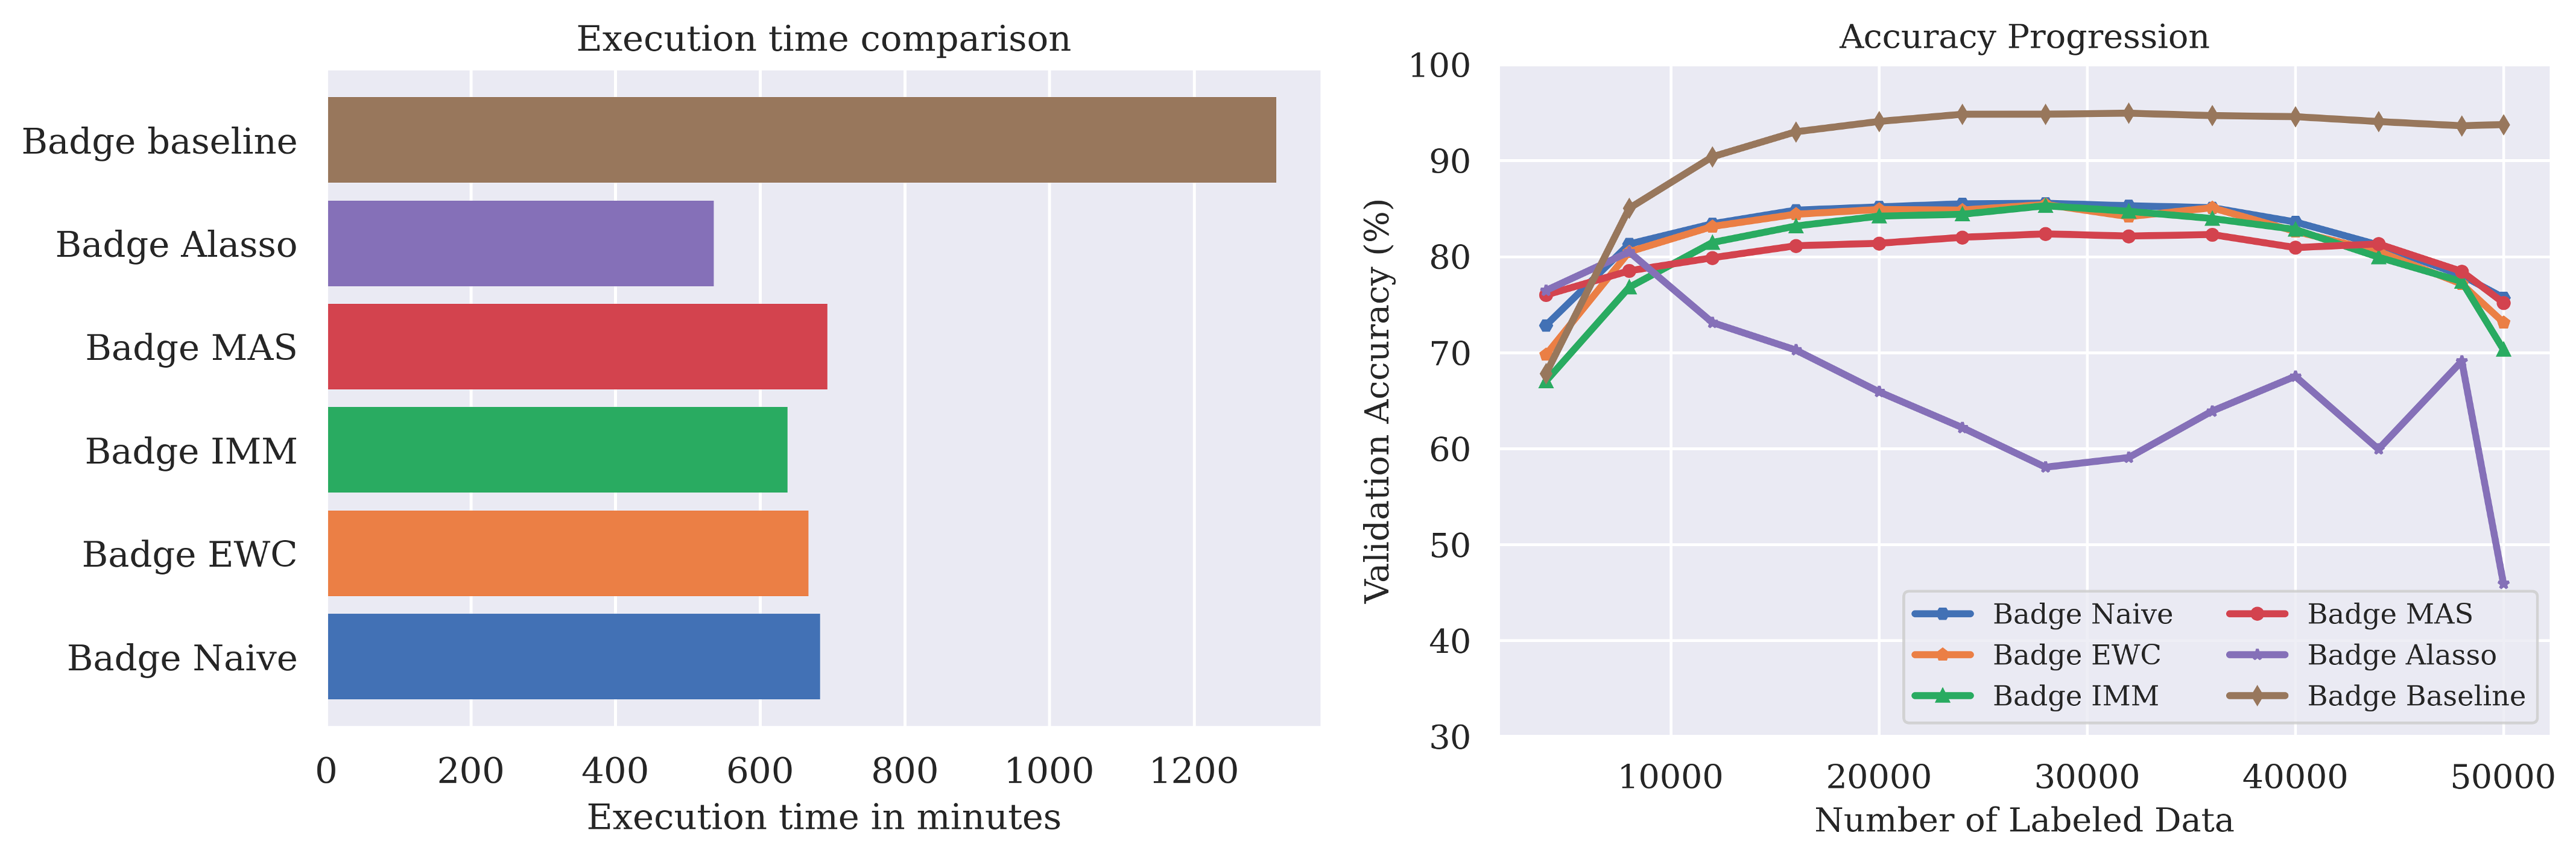 Execution time comparison
Badge baseline
Badge Alasso
Badge MAS
Badge IMM
Badge EWC
Badge Naive
0 200 400 600 800 1000 1200
Execution time in minutes
Accuracy Progression
100
90
80
70
60
50
40
30
Validation Accuracy (%)
10000 20000 30000 40000 50000
Number of Labeled Data
Badge Naive
Badge EWC
Badge IMM
Badge MAS
Badge Alasso
Badge Baseline